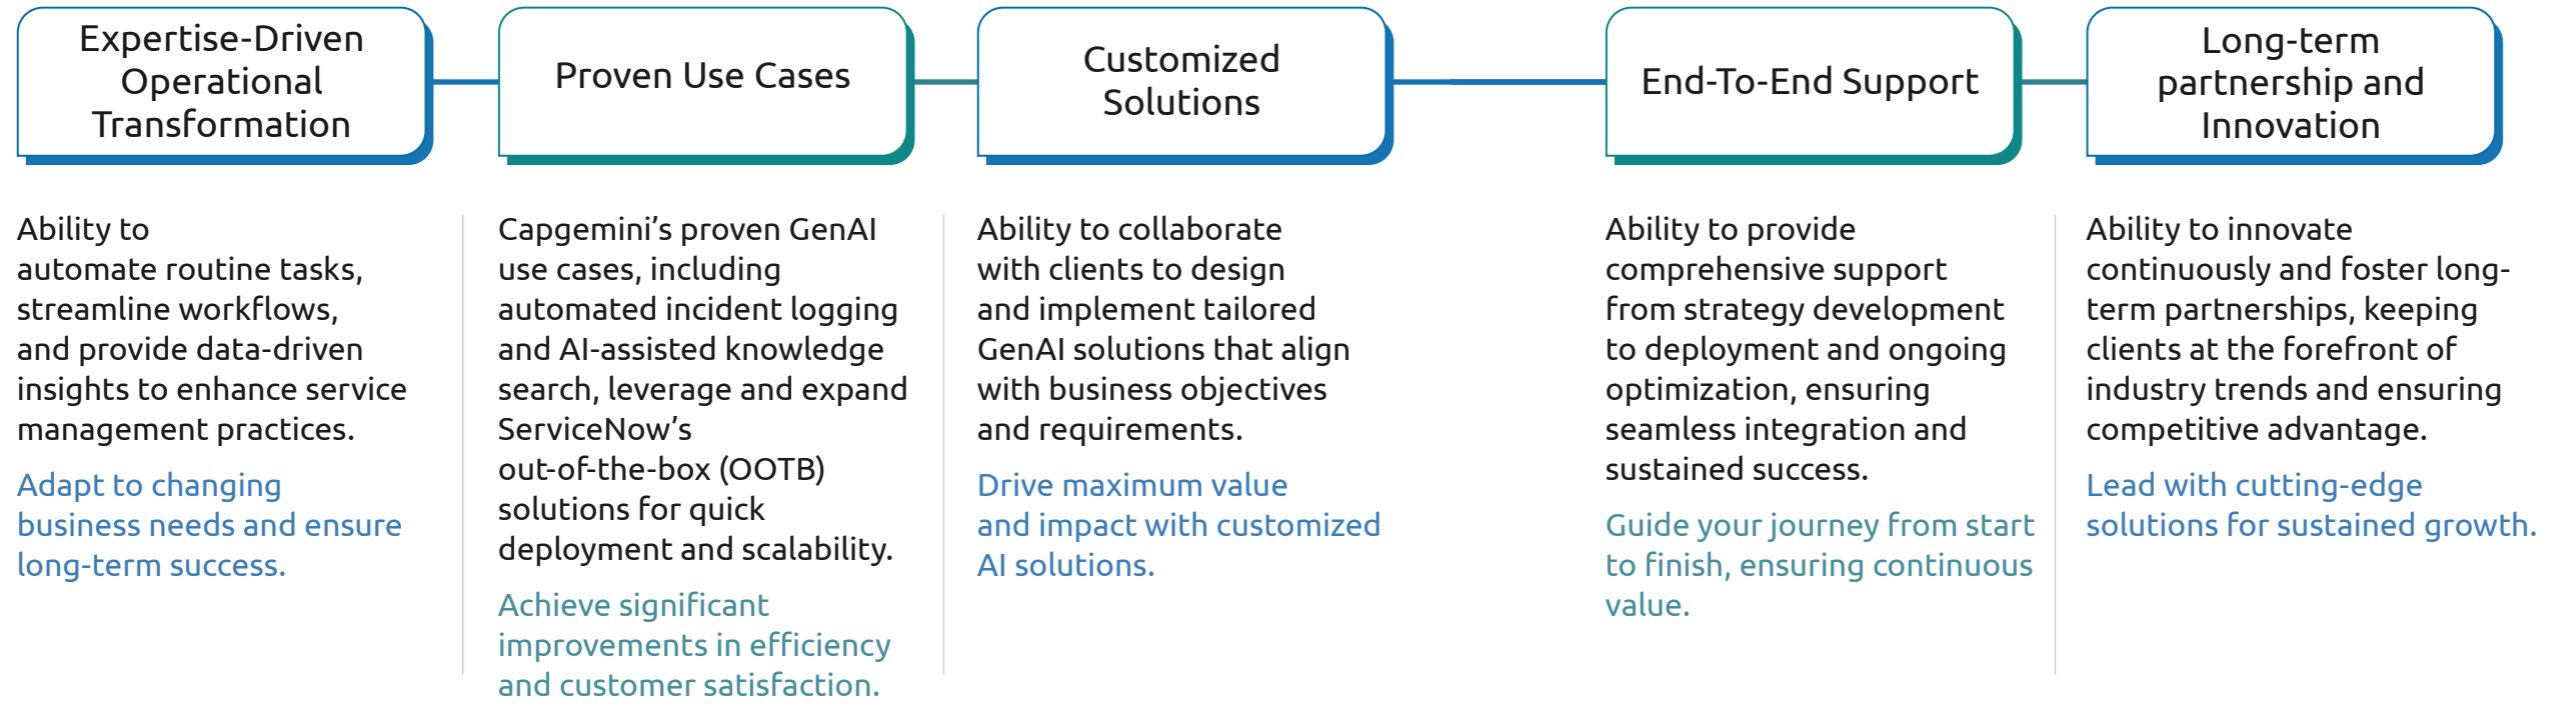 Expertise-Driven
Operational
Transformation
Proven Use Cases
Customized
Solutions
End-To-End Support
Long-term
partnership and
Innovation
Ability to
automate routine tasks,
streamline workflows,
and provide data-driven
insights to enhance service
management practices.
Adapt to changing
business needs and ensure
long-term success.
Capgemini’s proven GenAI
use cases, including
automated incident logging
and AI-assisted knowledge
search, leverage and expand
ServiceNow’s
out-of-the-box (OOTB)
solutions for quick
deployment and scalability.
Achieve significant
improvements in efficiency
and customer satisfaction.
Ability to collaborate
with clients to design
and implement tailored
GenAI solutions that align
with business objectives
and requirements.
Drive maximum value
and impact with customized
AI solutions.
Ability to provide
comprehensive support
from strategy development
to deployment and ongoing
optimization, ensuring
seamless integration and
sustained success.
Guide your journey from start
to finish, ensuring continuous
value.
Ability to innovate
continuously and foster long-
term partnerships, keeping
clients at the forefront of
industry trends and ensuring
competitive advantage.
Lead with cutting-edge
solutions for sustained growth.